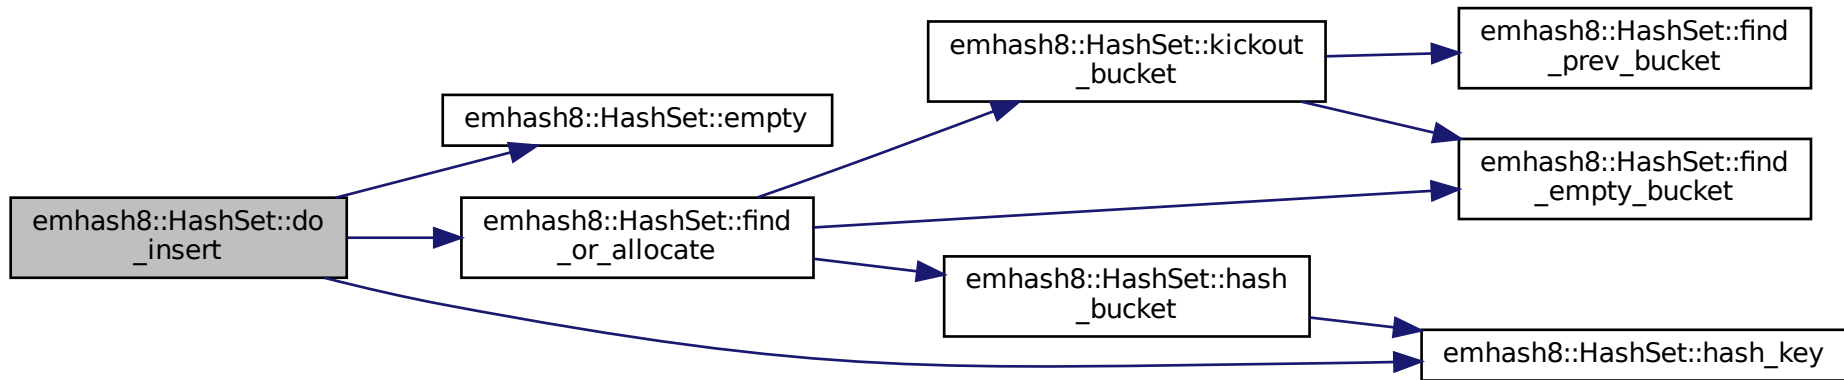 emhash8::HashSet::do
_insert
emhash8::HashSet::empty
emhash8::HashSet::find
_or_allocate
emhash8::HashSet::kickout
_bucket
emhash8::HashSet::find
_prev_bucket
emhash8::HashSet::find
_empty_bucket
emhash8::HashSet::hash
_bucket
emhash8::HashSet::hash_key